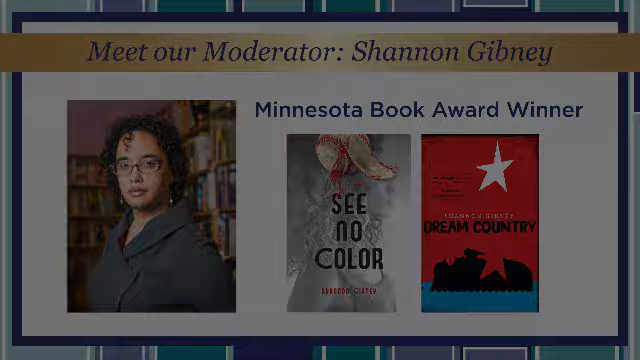 Meet our Moderator: Shannon Gibney
Minnesota Book Award Winner
SEE
NO
COLOR
SHANNON GIBNEY
SHANNON GIBNEY
DREAM COUNTRY